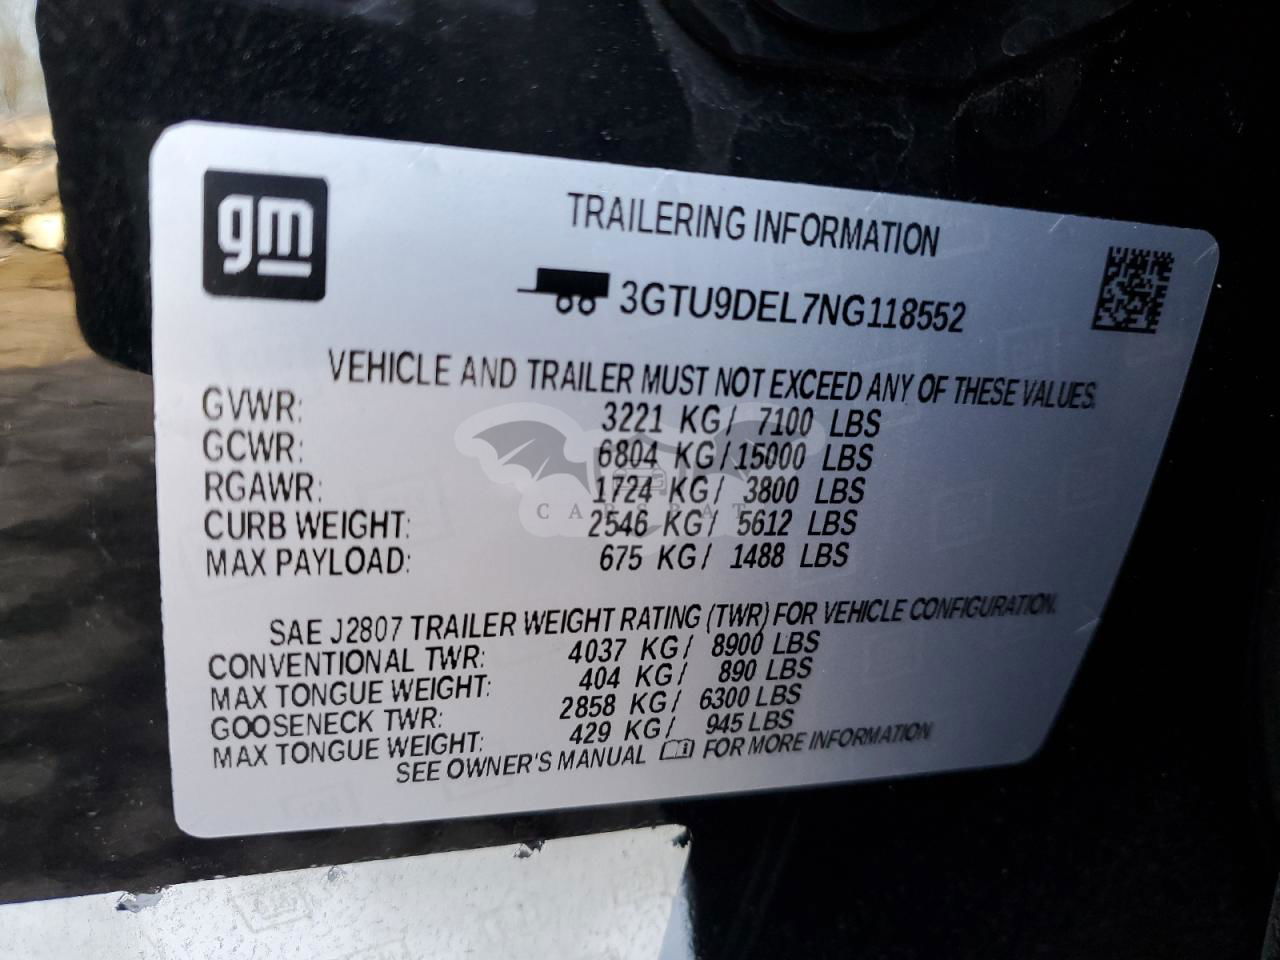 gm
TRAILERING INFORMATION
3GTU9DEL7NG118552
VEHICLE AND TRAILER MUST NOT EXCEED ANY OF THESE VALUES.
GVWR: 3221 KG/ 7100 LBS
GCWR: 6804 KG/15000 LBS
RGAWR: 1724 KG/ 3800 LBS
CURB WEIGHT: 2546 KG/ 5612 LBS
MAX PAYLOAD: 675 KG/ 1488 LBS
CARSBAT
SAE J2807 TRAILER WEIGHT RATING (TWR) FOR VEHICLE CONFIGURATION.
CONVENTIONAL TWR: 4037 KG/ 8900 LBS
MAX TONGUE WEIGHT: 404 KG/ 890 LBS
GOOSENECK TWR: 2858 KG/ 6300 LBS
MAX TONGUE WEIGHT: 429 KG/ 945 LBS
SEE OWNER'S MANUAL FOR MORE INFORMATION